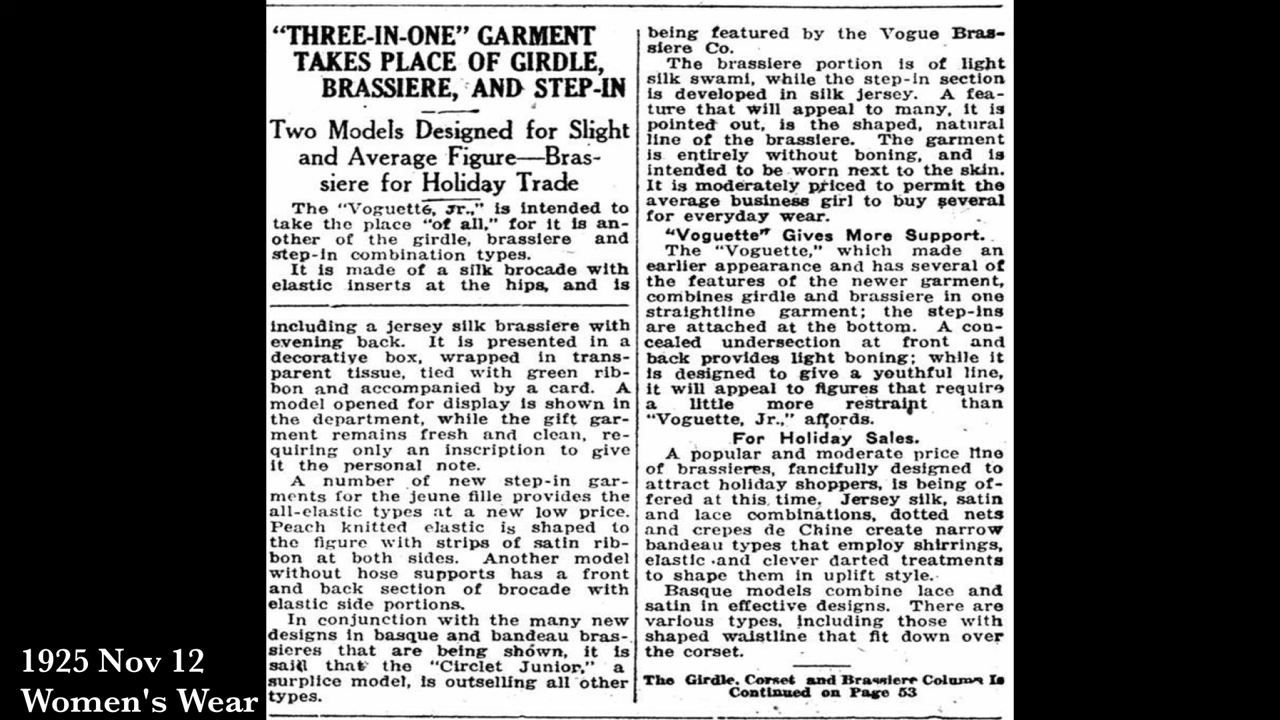 "THREE-IN-ONE" GARMENT
TAKES PLACE OF GIRDLE,
BRASSIERE, AND STEP-IN
Two Models Designed for Slight
and Average Figure—Bras-
siere for Holiday Trade
The "Voguette, Jr.," is intended to
take the place "of all," for it is an-
other of the girdle, brassiere and
step-in combination types.
It is made of a silk brocade with
elastic inserts at the hips, and is
including a jersey silk brassiere with
evening back. It is presented in a
decorative box, wrapped in trans-
parent tissue, tied with green rib-
bon and accompanied by a card. A
model opened for display is shown in
the department, while the gift gar-
ment remains fresh and clean, re-
quiring only an inscription to give
it the personal note.
A number of new step-in gar-
ments for the jeune fille provides the
all-elastic types at a new low price.
Peach knitted elastic is shaped to
the figure with strips of satin rib-
bon at both sides. Another model
without hose supports has a front
and back section of brocade with
elastic side portions.
In conjunction with the many new
designs in basque and bandeau bras-
sieres that are being shown, it is
said that the "Circlet Junior," a
surplice model, is outselling all other
types.
being featured by the Vogue Bras-
siere Co.
The brassiere portion is of light
silk swami, while the step-in section
is developed in silk jersey. A fea-
ture that will appeal to many, it is
pointed out, is the shaped, natural
line of the brassiere. The garment
is entirely without boning, and is
intended to be worn next to the skin.
It is moderately priced to permit the
average business girl to buy several
for everyday wear.
"Voguette" Gives More Support.
The "Voguette," which made an
earlier appearance and has several of
the features of the newer garment,
combines girdle and brassiere in one
straightline garment; the step-ins
are attached at the bottom. A con-
cealed undersection at front and
back provides light boning; while it
is designed to give a youthful line,
it will appeal to figures that require
a little more restraint than
"Voguette, Jr.," affords.
For Holiday Sales.
A popular and moderate price line
of brassieres, fancifully designed to
attract holiday shoppers, is being of-
fered at this time. Jersey silk, satin
and lace combinations, dotted nets
and crepes de Chine create narrow
bandeau types that employ shirrings,
elastic and clever darted treatments
to shape them in uplift style.
Basque models combine lace and
satin in effective designs. There are
various types, including those with
shaped waistline that fit down over
the corset.
The Girdle, Corset and Brassiere Column Is
Continued on Page 53
1925 Nov 12
Women's Wear